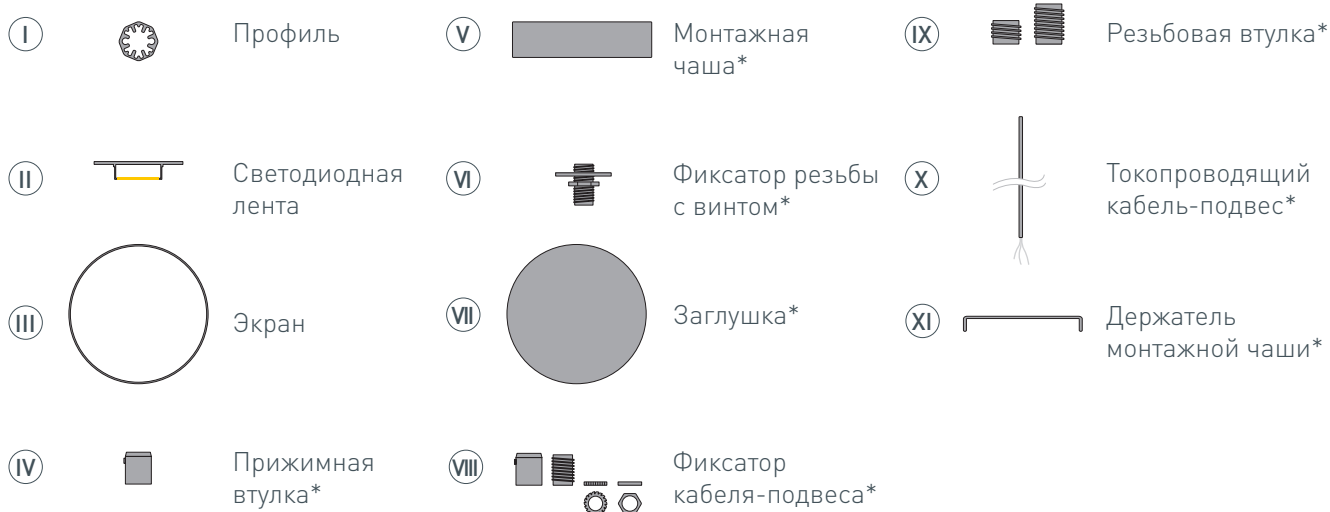 I
Профиль
II
Светодиодная
лента
III
Экран
IV
Прижимная
втулка*
V
Монтажная
чаша*
VI
Фиксатор резьбы
с винтом*
VII
Заглушка*
VIII
Фиксатор
кабеля-подвеса*
IX
Резьбовая втулка*
X
Токопроводящий
кабель-подвес*
XI
Держатель
монтажной чаши*